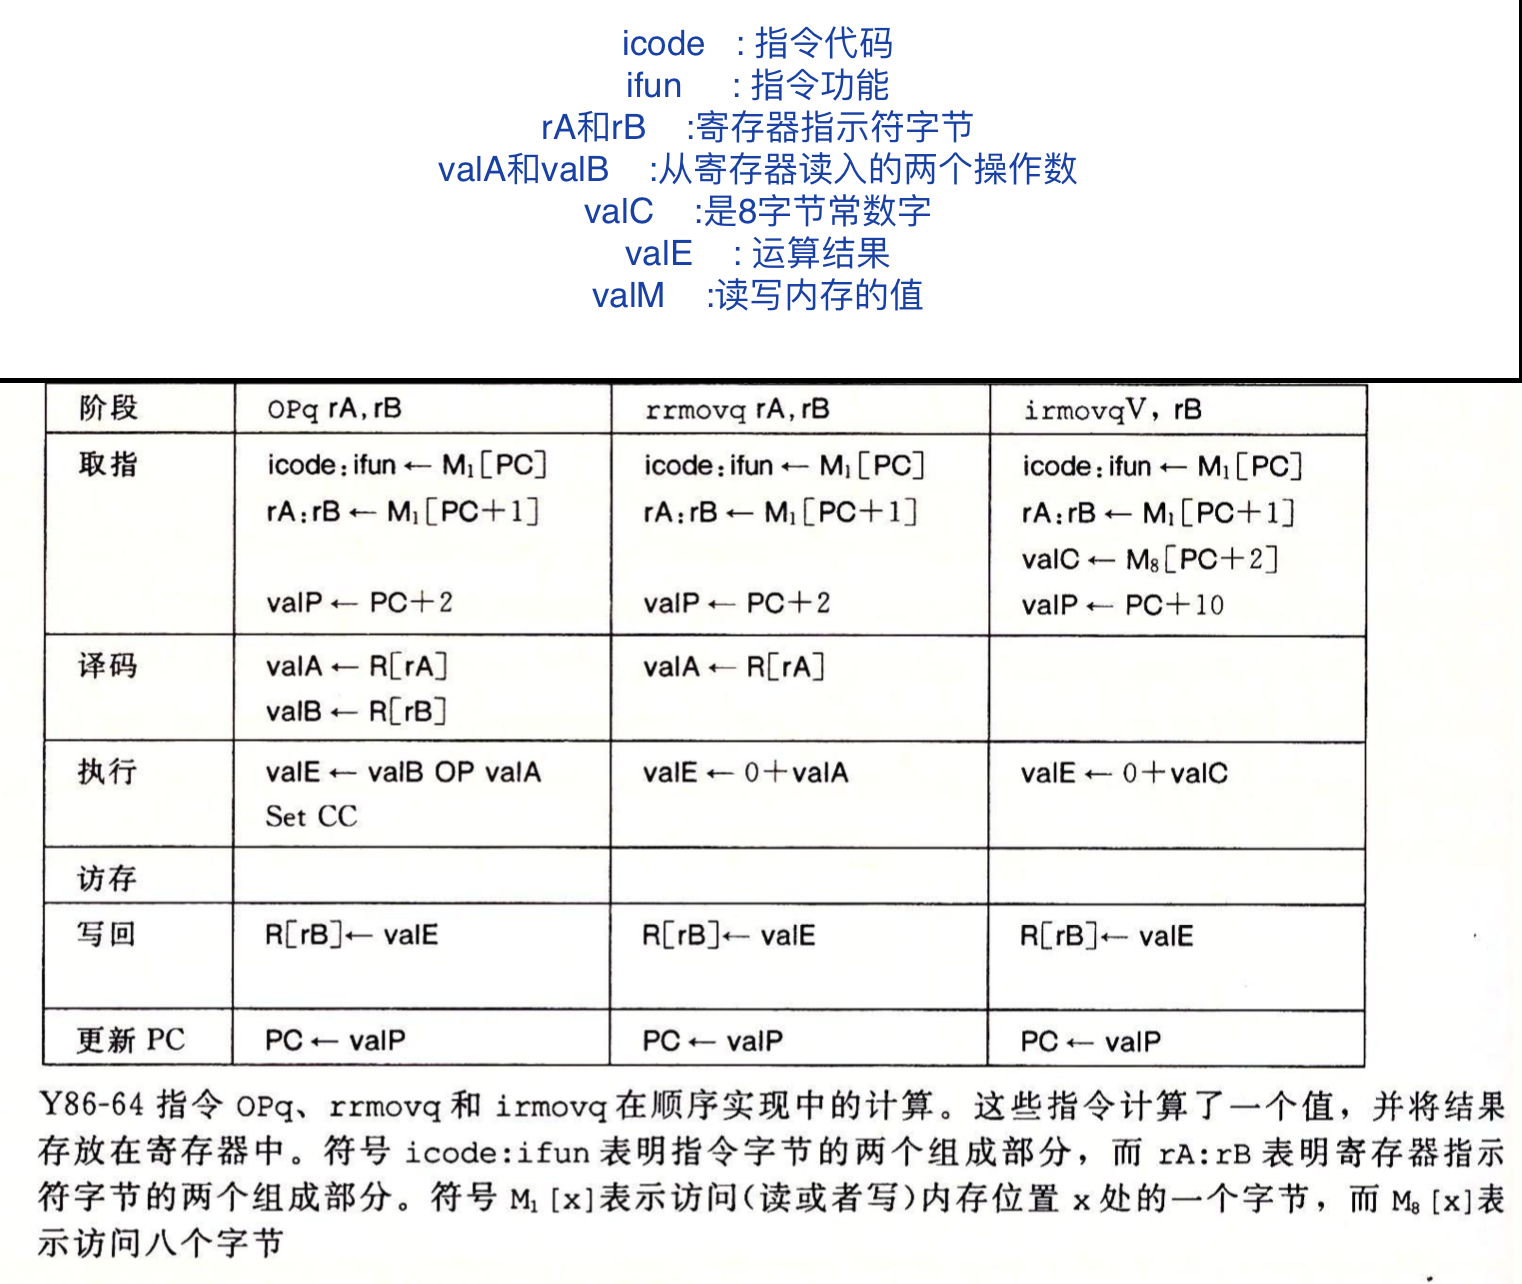 icode : 指令代码
ifun : 指令功能
rA和rB :寄存器指示符字节
valA和valB :从寄存器读入的两个操作数
valC :是8字节常数字
valE : 运算结果
valM :读写内存的值
阶段 OPq rA, rB rrmovq rA, rB irmovqV, rB
取指 icode:ifun ← M₁[PC] icode:ifun ← M₁[PC] icode:ifun ← M₁[PC]
rA:rB ← M₁[PC+1] rA:rB ← M₁[PC+1] rA:rB ← M₁[PC+1]
valC ← M₈[PC+2]
valP ← PC+2 valP ← PC+2 valP ← PC+10
译码 valA ← R[rA] valA ← R[rA]
valB ← R[rB]
执行 valE ← valB OP valA valE ← 0+valA valE ← 0+valC
Set CC
访存
写回 R[rB]← valE R[rB]← valE R[rB]← valE
更新 PC PC ← valP PC ← valP PC ← valP
Y86-64 指令 OPq、rrmovq 和 irmovq 在顺序实现中的计算。这些指令计算了一个值，并将结果
存放在寄存器中。符号 icode:ifun 表明指令字节的两个组成部分，而 rA:rB 表明寄存器指示
符字节的两个组成部分。符号 M₁[x]表示访问(读或者写)内存位置 x 处的一个字节，而 M₈[x]表
示访问八个字节